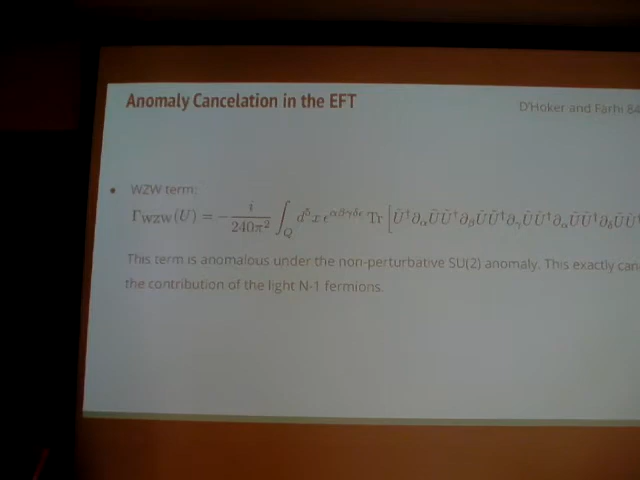 Anomaly Cancelation in the EFT
D'Hoker and Farhi 84
• WZW term:
Γ_WZW(U) = − i/240π² ∫_Q d⁵x ε^{αβγδε} Tr [Ũ†∂_αŨŨ†∂_βŨŨ†∂_γŨŨ†∂_αŨŨ†∂_δŨŨ†
This term is anomalous under the non-perturbative SU(2) anomaly. This exactly can
the contribution of the light N-1 fermions.